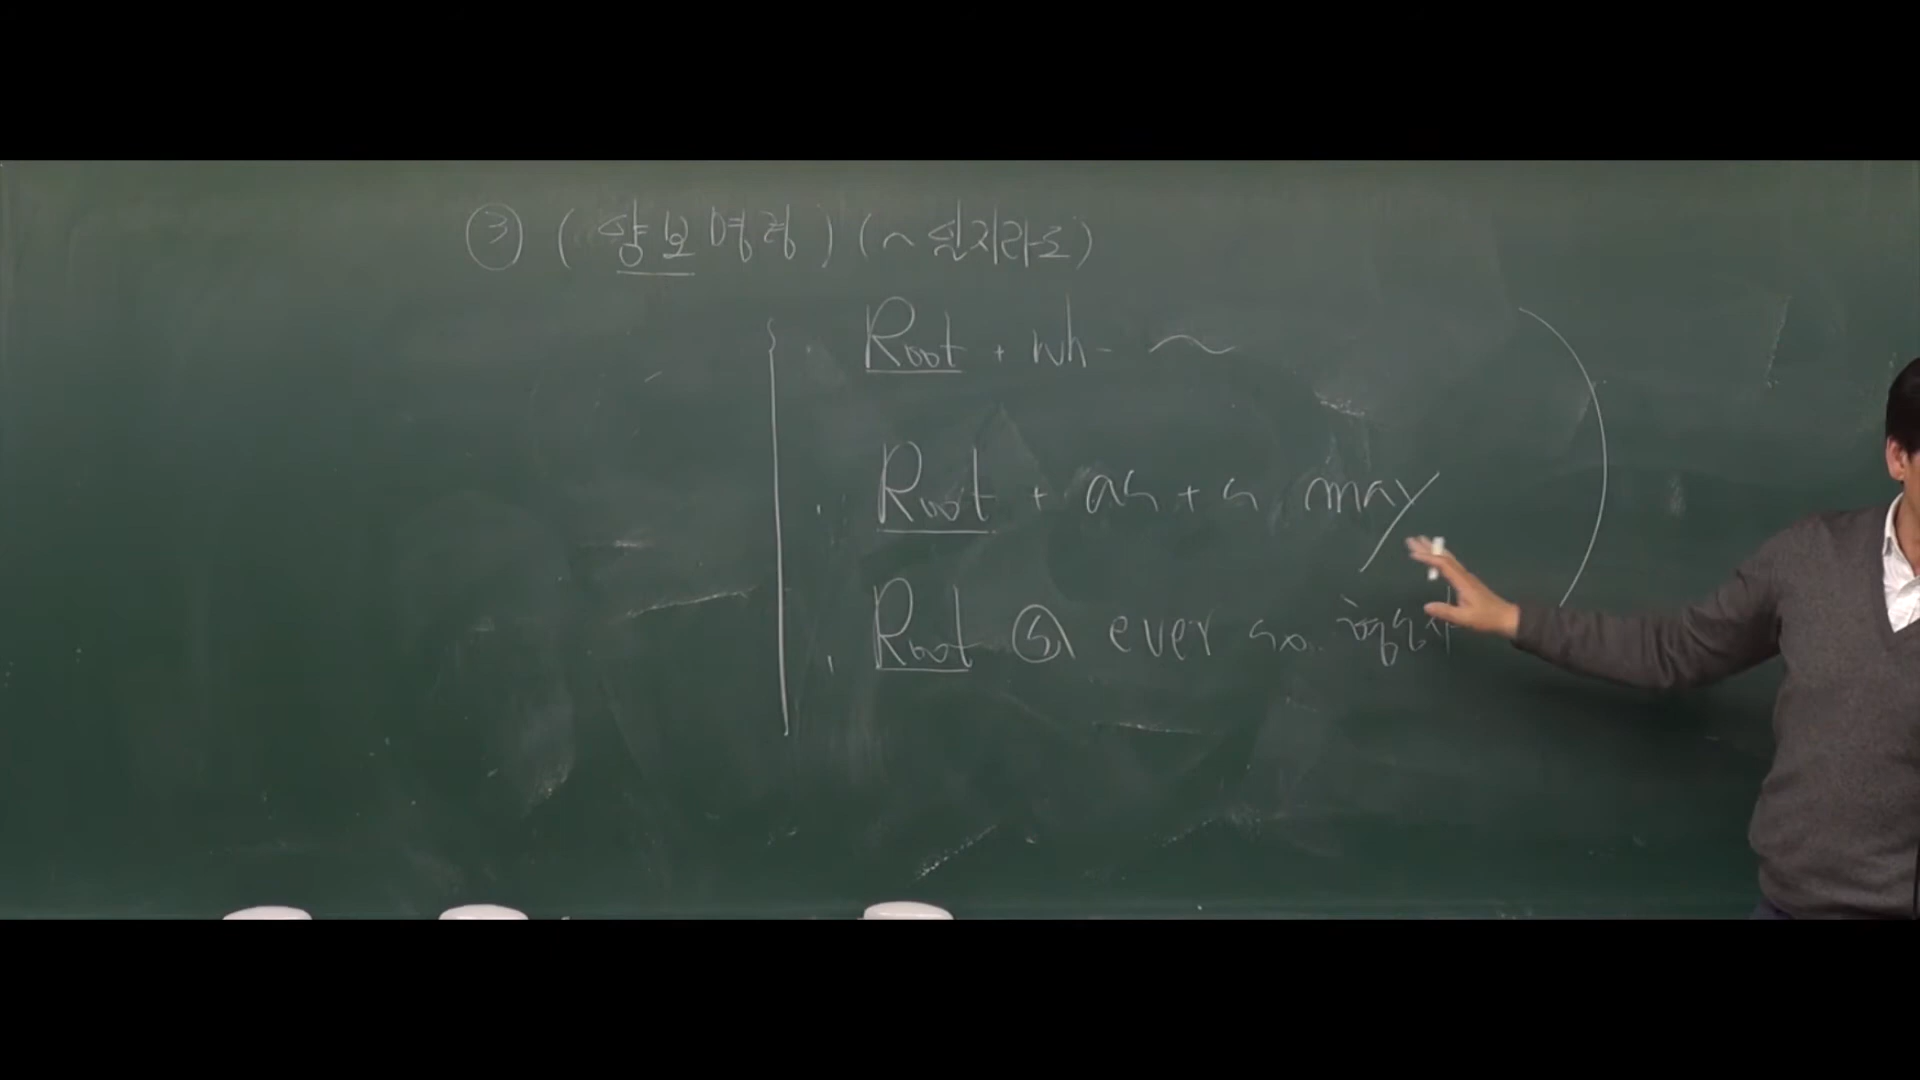 ③ (양보명령) (~일지라도)
Root + wh- ~
Root + as + s may
Root ⓢ ever so 형용사